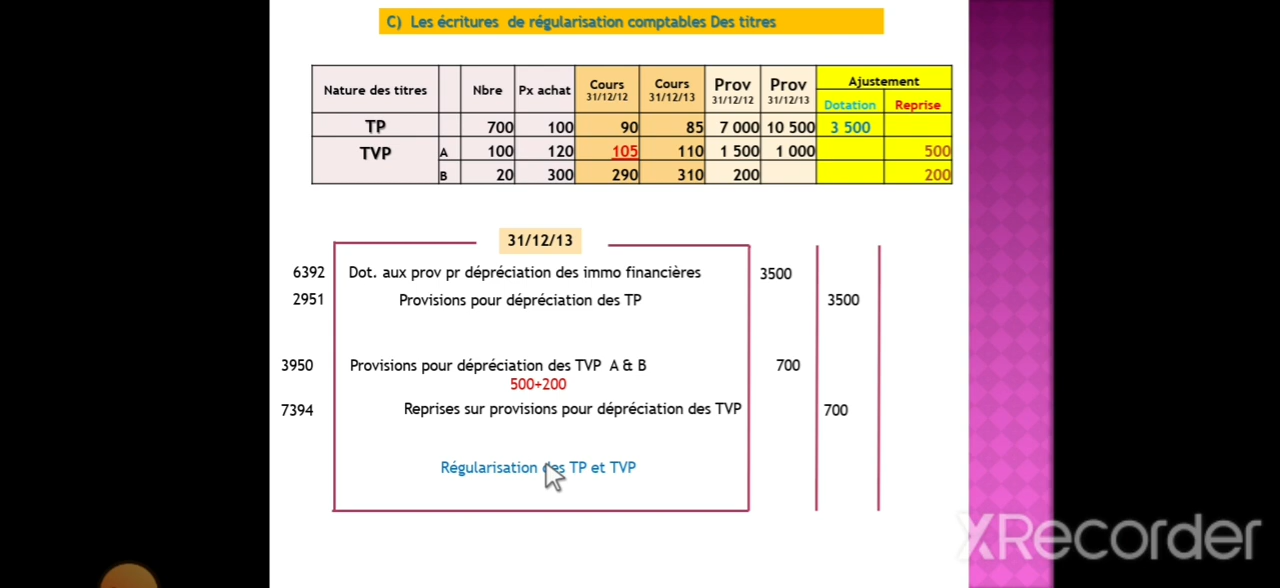 C) Les écritures de régularisation comptables Des titres
Nature des titres Nbre Px achat Cours 31/12/12 Cours 31/12/13 Prov 31/12/12 Prov 31/12/13 Ajustement
Dotation Reprise
TP 700 100 90 85 7 000 10 500 3 500
TVP A 100 120 105 110 1 500 1 000 500
B 20 300 290 310 200 200
31/12/13
6392 Dot. aux prov pr dépréciation des immo financières 3500
2951 Provisions pour dépréciation des TP 3500
3950 Provisions pour dépréciation des TVP A & B 700
500+200
7394 Reprises sur provisions pour dépréciation des TVP 700
Régularisation des TP et TVP
XRecorder